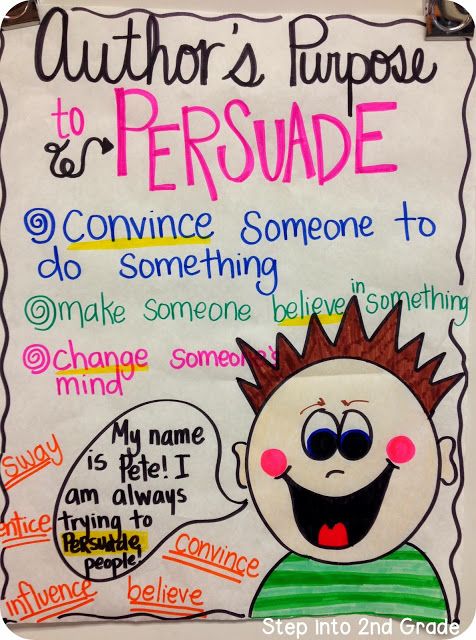 Author's Purpose
to PERSUADE
Convince someone to
do something
make someone believe in something
change someone's
mind
sway
My name
is Pete! I
am always
trying to
Persuade
people!
entice
convince
influence
believe
Step into 2nd Grade